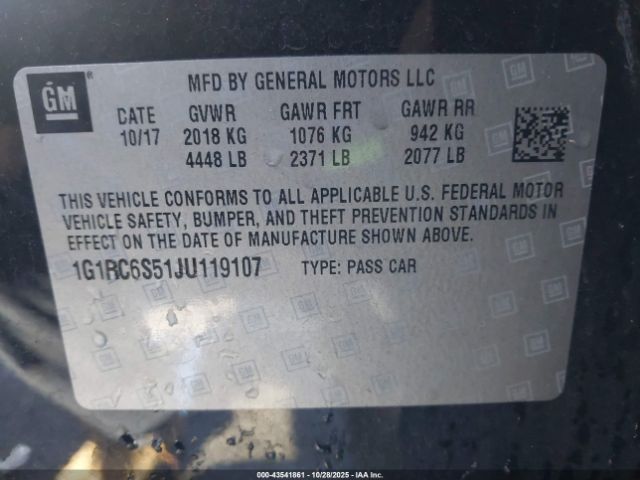 GM ®
MFD BY GENERAL MOTORS LLC
DATE GVWR GAWR FRT GAWR RR
10/17 2018 KG 1076 KG 942 KG
4448 LB 2371 LB 2077 LB
THIS VEHICLE CONFORMS TO ALL APPLICABLE U.S. FEDERAL MOTOR
VEHICLE SAFETY, BUMPER, AND THEFT PREVENTION STANDARDS IN
EFFECT ON THE DATE OF MANUFACTURE SHOWN ABOVE.
1G1RC6S51JU119107 TYPE: PASS CAR
000-43541861 - 10/28/2025 - IAAI.COM